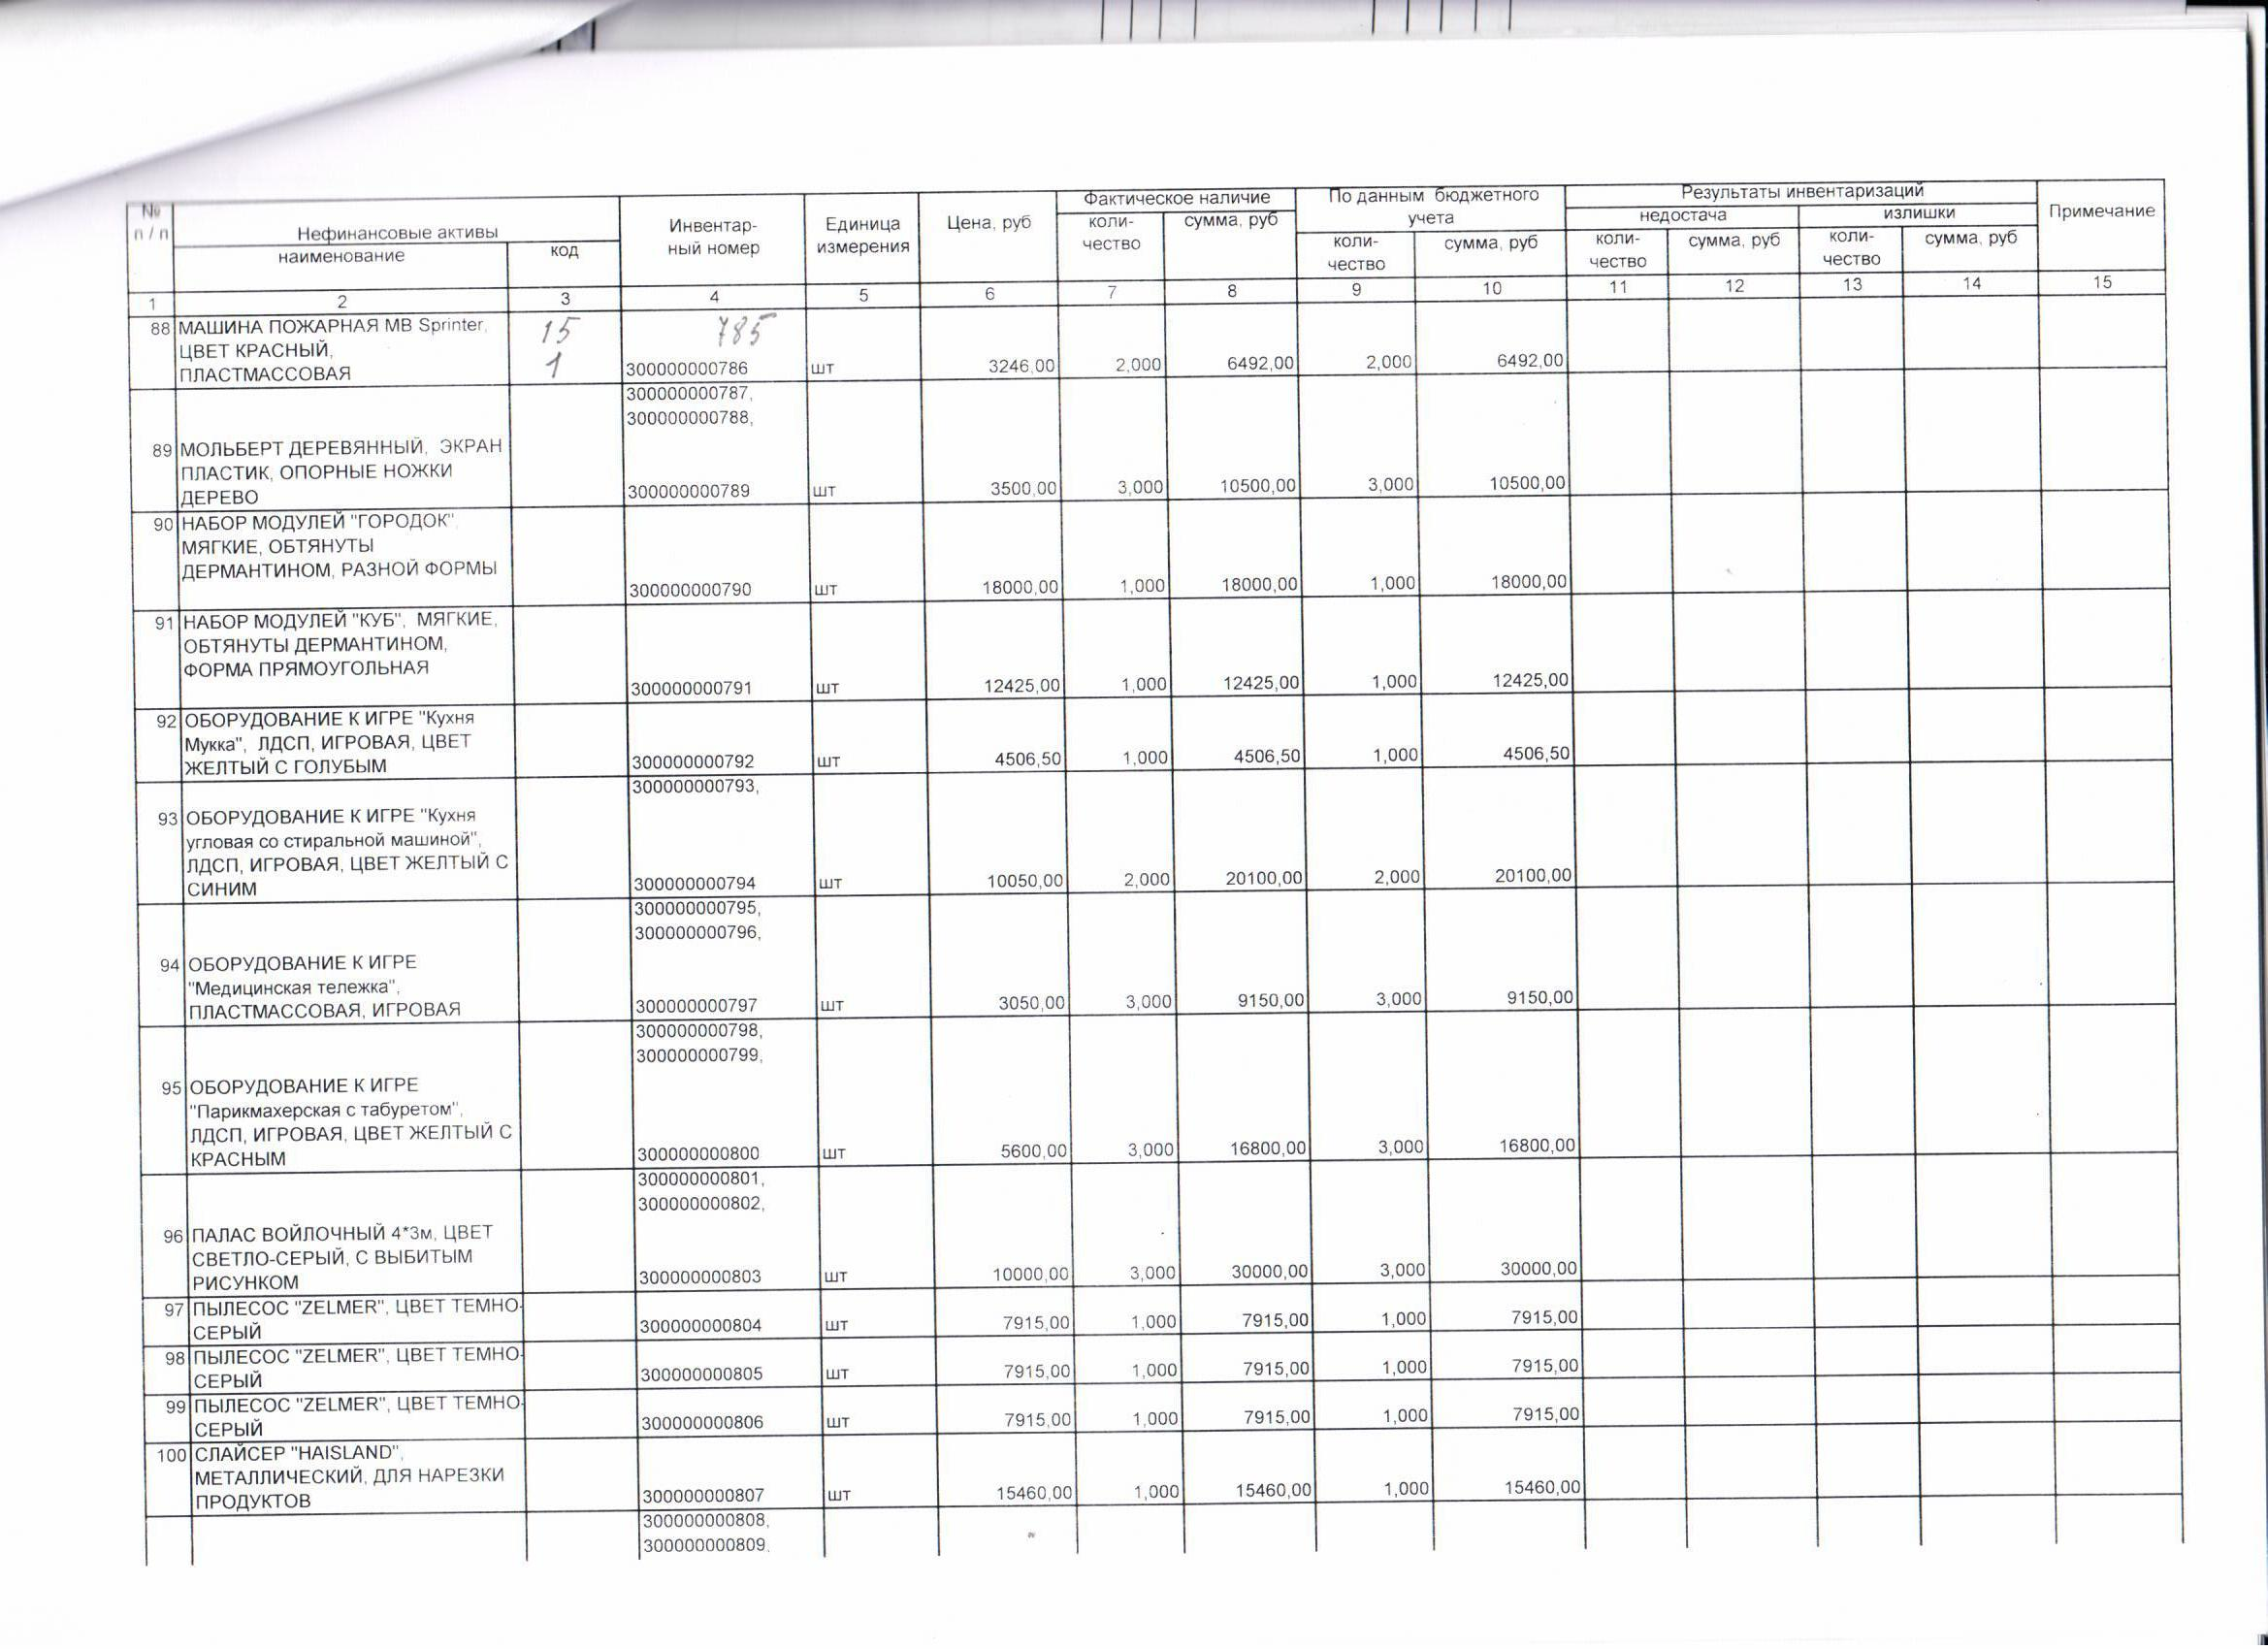 № п / п
Нефинансовые активы
наименование
код
Инвентар-
ный номер
Единица
измерения
Цена, руб
Фактическое наличие
коли-
чество
сумма, руб
По данным бюджетного
учета
коли-
чество
сумма, руб
Результаты инвентаризаций
недостача
излишки
коли-
чество
сумма, руб
коли-
чество
сумма, руб
Примечание
1 2 3 4 5 6 7 8 9 10 11 12 13 14 15
88 МАШИНА ПОЖАРНАЯ MB Sprinter, 15 785
ЦВЕТ КРАСНЫЙ,
ПЛАСТМАССОВАЯ 1 300000000786 шт 3246,00 2,000 6492,00 2,000 6492,00
300000000787,
300000000788,
89 МОЛЬБЕРТ ДЕРЕВЯННЫЙ, ЭКРАН
ПЛАСТИК, ОПОРНЫЕ НОЖКИ
ДЕРЕВО 300000000789 шт 3500,00 3,000 10500,00 3,000 10500,00
90 НАБОР МОДУЛЕЙ "ГОРОДОК",
МЯГКИЕ, ОБТЯНУТЫ
ДЕРМАНТИНОМ, РАЗНОЙ ФОРМЫ
300000000790 шт 18000,00 1,000 18000,00 1,000 18000,00
91 НАБОР МОДУЛЕЙ "КУБ", МЯГКИЕ,
ОБТЯНУТЫ ДЕРМАНТИНОМ,
ФОРМА ПРЯМОУГОЛЬНАЯ
300000000791 шт 12425,00 1,000 12425,00 1,000 12425,00
92 ОБОРУДОВАНИЕ К ИГРЕ "Кухня
Мукка", ЛДСП, ИГРОВАЯ, ЦВЕТ
ЖЕЛТЫЙ С ГОЛУБЫМ 300000000792 шт 4506,50 1,000 4506,50 1,000 4506,50
300000000793,
93 ОБОРУДОВАНИЕ К ИГРЕ "Кухня
угловая со стиральной машиной",
ЛДСП, ИГРОВАЯ, ЦВЕТ ЖЕЛТЫЙ С
СИНИМ 300000000794 шт 10050,00 2,000 20100,00 2,000 20100,00
300000000795,
300000000796,
94 ОБОРУДОВАНИЕ К ИГРЕ
"Медицинская тележка",
ПЛАСТМАССОВАЯ, ИГРОВАЯ 300000000797 шт 3050,00 3,000 9150,00 3,000 9150,00
300000000798,
300000000799,
95 ОБОРУДОВАНИЕ К ИГРЕ
"Парикмахерская с табуретом",
ЛДСП, ИГРОВАЯ, ЦВЕТ ЖЕЛТЫЙ С
КРАСНЫМ 300000000800 шт 5600,00 3,000 16800,00 3,000 16800,00
300000000801,
300000000802,
96 ПАЛАС ВОЙЛОЧНЫЙ 4*3м, ЦВЕТ
СВЕТЛО-СЕРЫЙ, С ВЫБИТЫМ
РИСУНКОМ 300000000803 шт 10000,00 3,000 30000,00 3,000 30000,00
97 ПЫЛЕСОС "ZELMER", ЦВЕТ ТЕМНО-
СЕРЫЙ 300000000804 шт 7915,00 1,000 7915,00 1,000 7915,00
98 ПЫЛЕСОС "ZELMER", ЦВЕТ ТЕМНО-
СЕРЫЙ 300000000805 шт 7915,00 1,000 7915,00 1,000 7915,00
99 ПЫЛЕСОС "ZELMER", ЦВЕТ ТЕМНО-
СЕРЫЙ 300000000806 шт 7915,00 1,000 7915,00 1,000 7915,00
100 СЛАЙСЕР "HAISLAND",
МЕТАЛЛИЧЕСКИЙ, ДЛЯ НАРЕЗКИ
ПРОДУКТОВ 300000000807 шт 15460,00 1,000 15460,00 1,000 15460,00
300000000808,
300000000809,